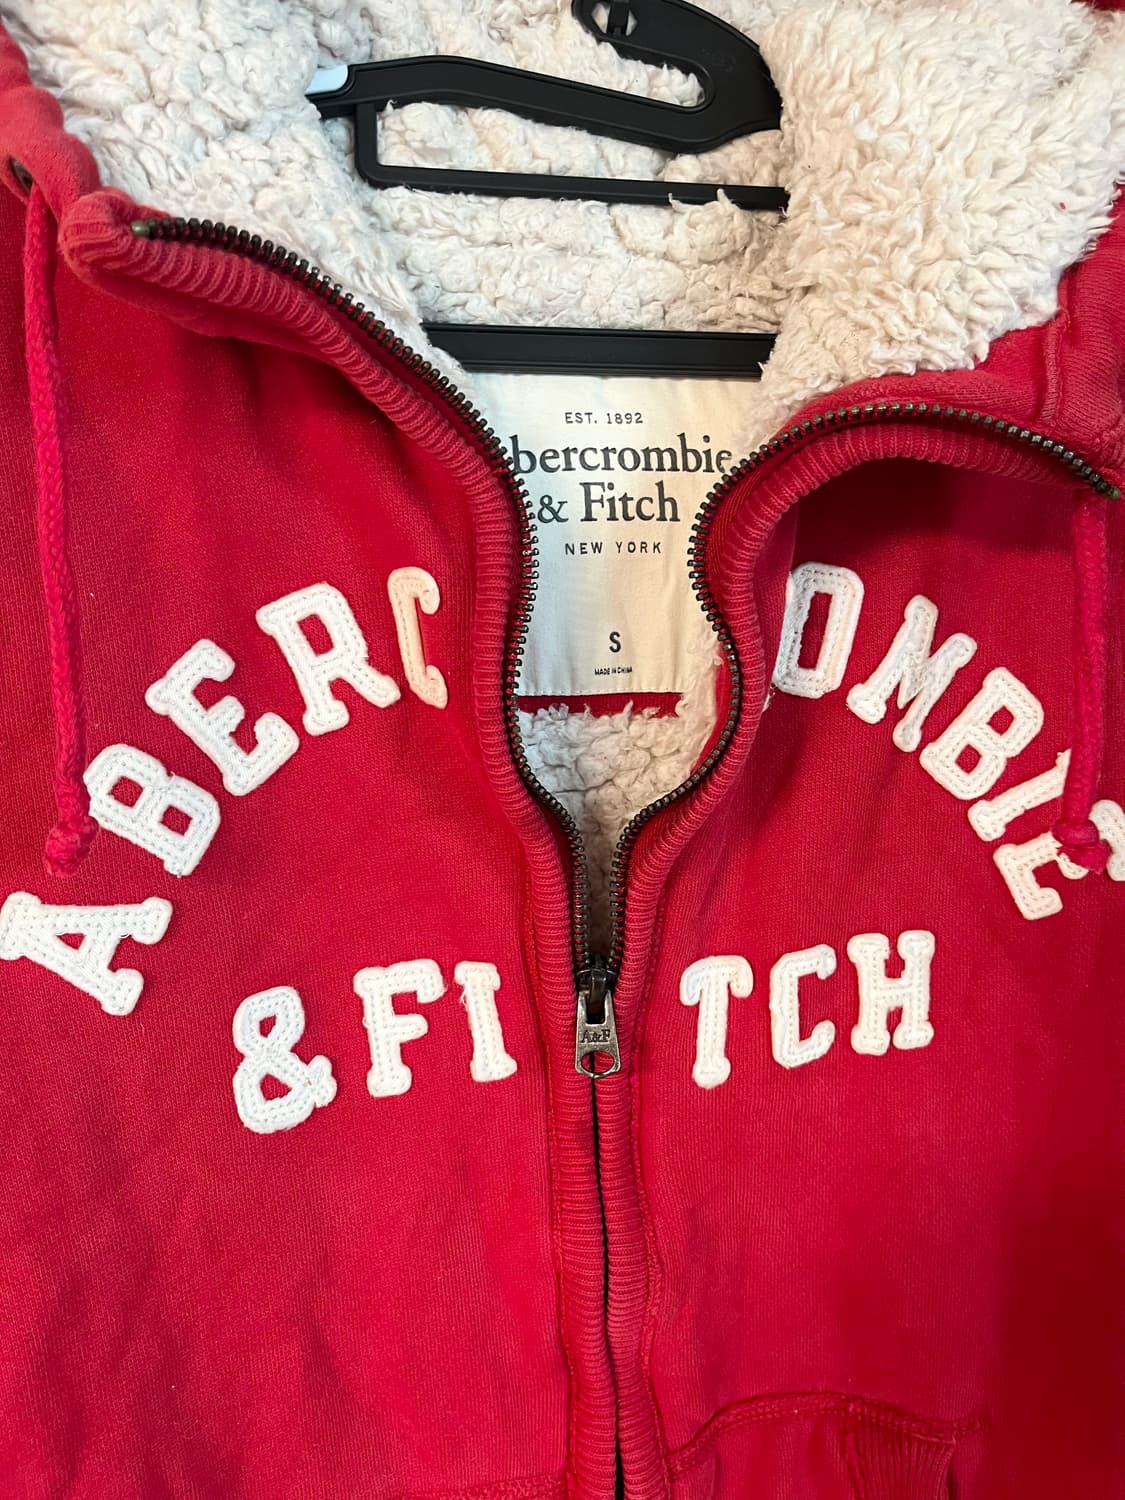 EST. 1892
bercrombie
& Fitch
NEW YORK
S
MADE IN CHINA
ABERC OMBIE
& FI TCH
A&F